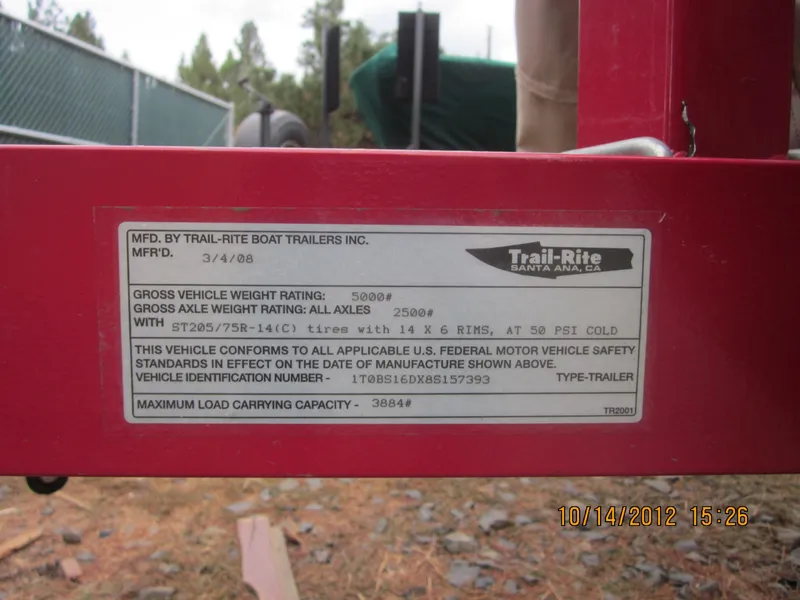 MFD. BY TRAIL-RITE BOAT TRAILERS INC.
MFR'D. 3/4/08
Trail-Rite
SANTA ANA, CA
GROSS VEHICLE WEIGHT RATING: 5000#
GROSS AXLE WEIGHT RATING: ALL AXLES 2500#
WITH ST205/75R-14(C) tires with 14 X 6 RIMS, AT 50 PSI COLD
THIS VEHICLE CONFORMS TO ALL APPLICABLE U.S. FEDERAL MOTOR VEHICLE SAFETY
STANDARDS IN EFFECT ON THE DATE OF MANUFACTURE SHOWN ABOVE.
VEHICLE IDENTIFICATION NUMBER - 1T0BS16DX8S157393 TYPE-TRAILER
MAXIMUM LOAD CARRYING CAPACITY - 3884#
TR2001
10/14/2012 15:26